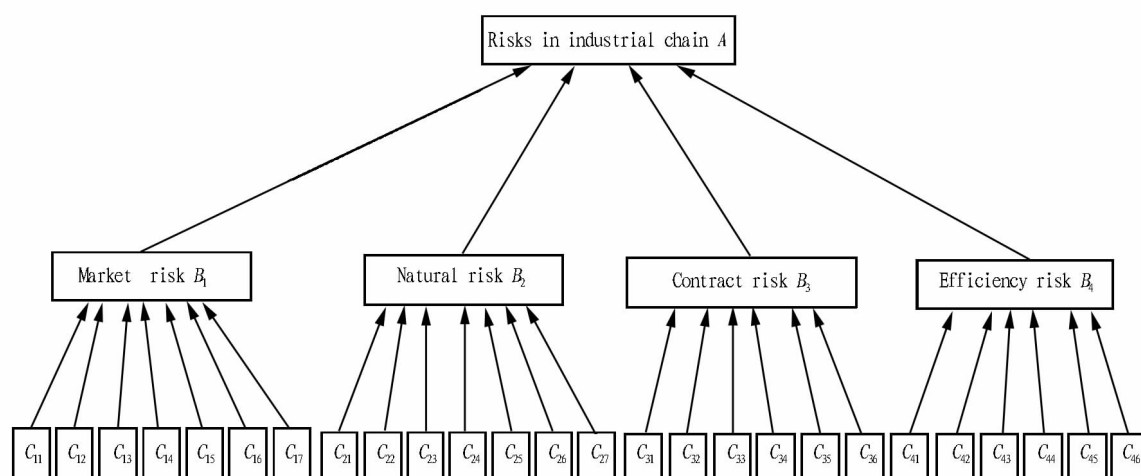 Risks in industrial chain A
Market risk B1
Natural risk B2
Contract risk B3
Efficiency risk B4
C11 C12 C13 C14 C15 C16 C17 C21 C22 C23 C24 C25 C26 C27 C31 C32 C33 C34 C35 C36 C41 C42 C43 C44 C45 C46